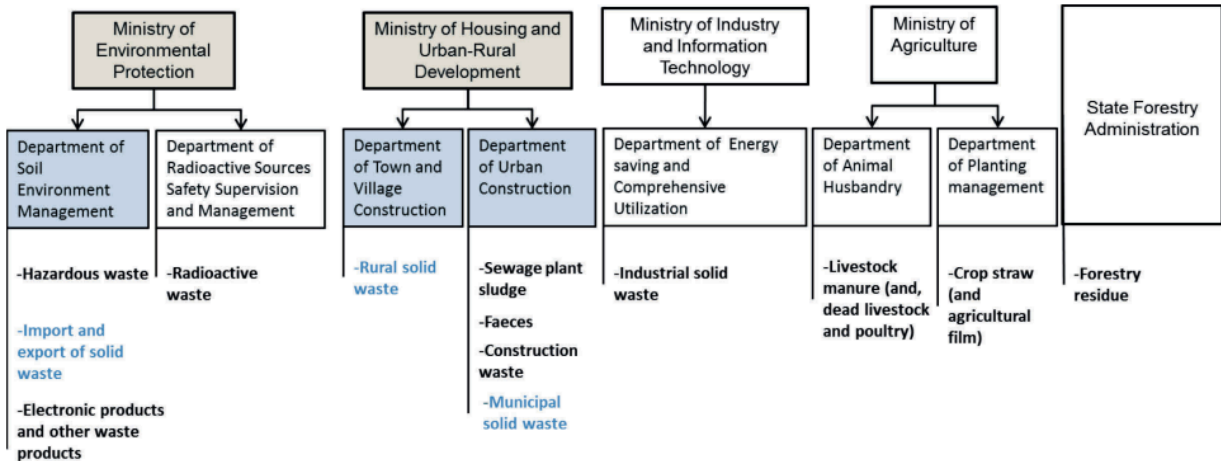 Ministry of
Environmental
Protection
Ministry of Housing and
Urban-Rural
Development
Ministry of Industry
and Information
Technology
Ministry of
Agriculture
State Forestry
Administration
Department of
Soil
Environment
Management
Department of
Radioactive Sources
Safety Supervision
and Management
Department
of Town and
Village
Construction
Department
of Urban
Construction
Department of Energy
saving and
Comprehensive
Utilization
Department
of Animal
Husbandry
Department
of Planting
management
-Hazardous waste
-Import and
export of solid
waste
-Electronic products
and other waste
products
-Radioactive
waste
-Rural solid
waste
-Sewage plant
sludge
-Faeces
-Construction
waste
-Municipal
solid waste
-Industrial solid
waste
-Livestock
manure (and,
dead livestock
and poultry)
-Crop straw
(and
agricultural
film)
-Forestry
residue